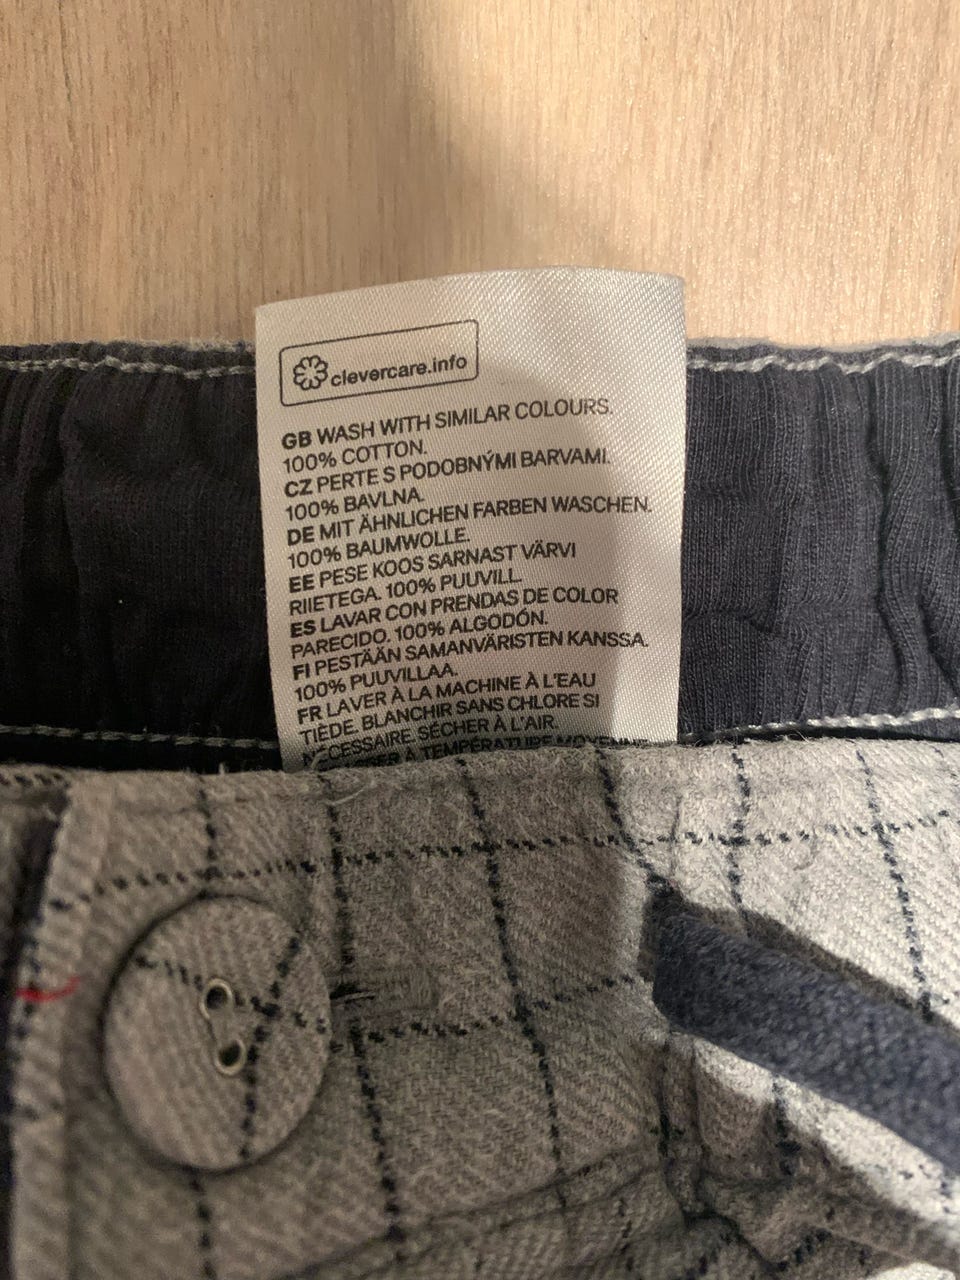 clevercare.info
GB WASH WITH SIMILAR COLOURS.
100% COTTON.
CZ PERTE S PODOBNÝMI BARVAMI.
100% BAVLNA.
DE MIT ÄHNLICHEN FARBEN WASCHEN.
100% BAUMWOLLE.
EE PESE KOOS SARNAST VÄRVI
RIIETEGA. 100% PUUVILL.
ES LAVAR CON PRENDAS DE COLOR
PARECIDO. 100% ALGODÓN.
FI PESTÄÄN SAMANVÄRISTEN KANSSA.
100% PUUVILLAA.
FR LAVER À LA MACHINE À L'EAU
TIÈDE. BLANCHIR SANS CHLORE SI
NÉCESSAIRE SÉCHER À L'AIR.
À TEMPÉRATURE MOYENNE